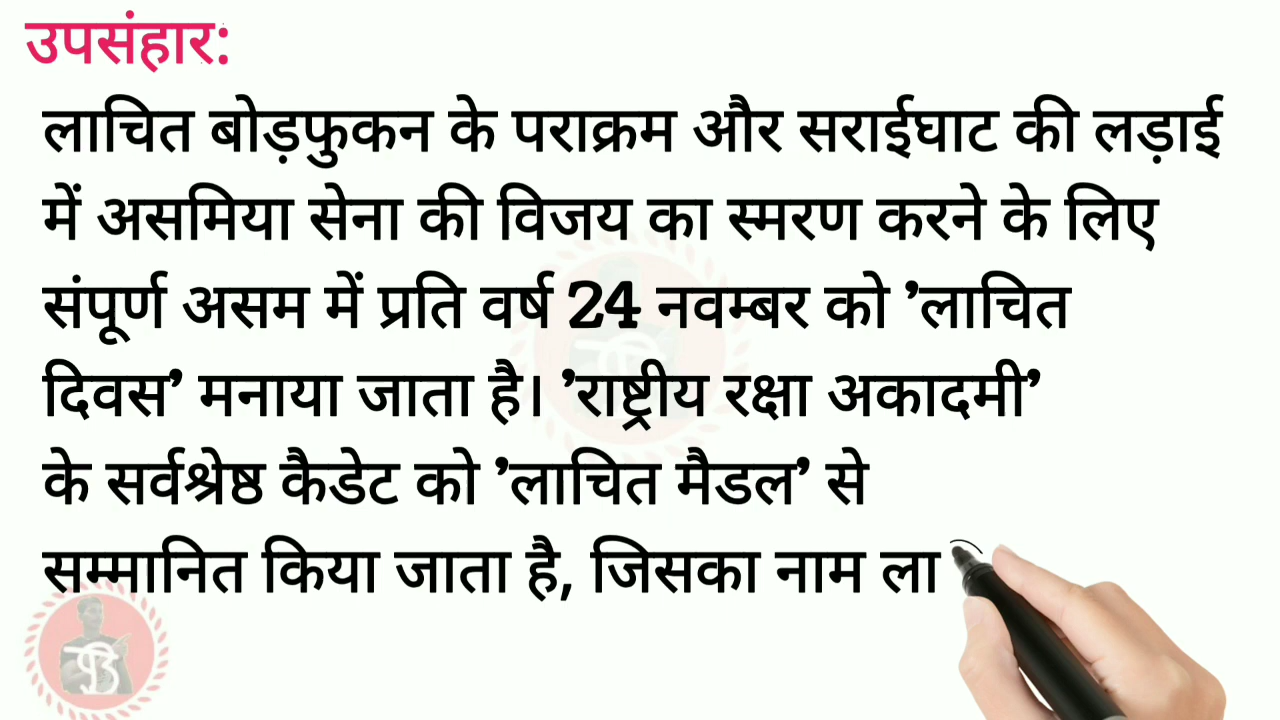 उपसंहार:
लाचित बोड़फुकन के पराक्रम और सराईघाट की लड़ाई
में असमिया सेना की विजय का स्मरण करने के लिए
संपूर्ण असम में प्रति वर्ष 24 नवम्बर को ’लाचित
दिवस’ मनाया जाता है। ’राष्ट्रीय रक्षा अकादमी’
के सर्वश्रेष्ठ कैडेट को ’लाचित मैडल’ से
सम्मानित किया जाता है, जिसका नाम ला